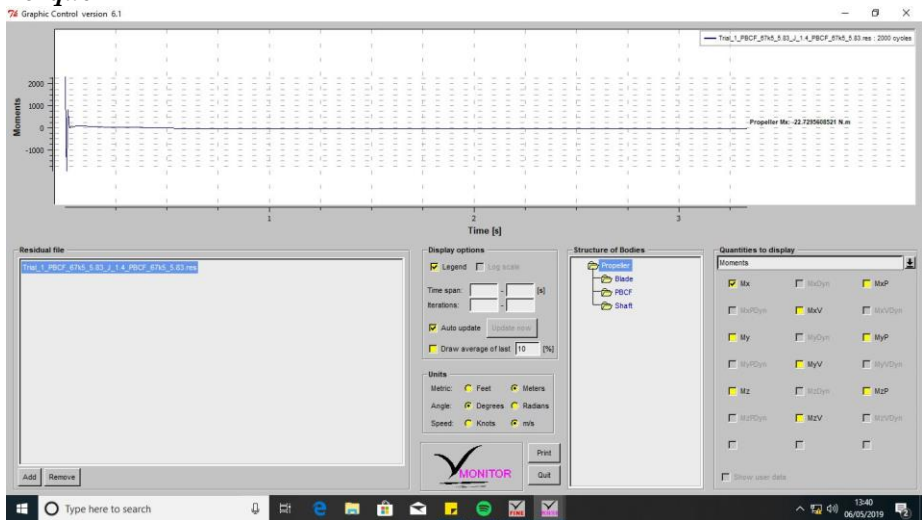 Graphic Control version 6.1
Trial_1_PBCF_67k5_5.83_J_1.4_PBCF_67k5_5.83.res : 2000 cycles
Moments
2000
1000
0
-1000
Propeller Mx: -22.7295608521 N.m
1
2
3
Time [s]
Residual file
Trial_1_PBCF_67k5_5.83_J_1.4_PBCF_67k5_5.83.res
Add
Remove
Display options
Legend
Log scale
Time span:
-
[s]
Iterations:
-
Auto update
Update now
Draw average of last
10
[%]
Units
Metric:
Feet
Meters
Angle:
Degrees
Radians
Speed:
Knots
m/s
MONITOR
Print
Quit
Structure of Bodies
Propeller
Blade
PBCF
Shaft
Quantities to display
Moments
Mx
MxDyn
MxP
MxPDyn
MxV
MxVDyn
My
MyDyn
MyP
MyPDyn
MyV
MyVDyn
Mz
MzDyn
MzP
MzPDyn
MzV
MzVDyn
Show user data
Type here to search
FINE
13:40
06/05/2019